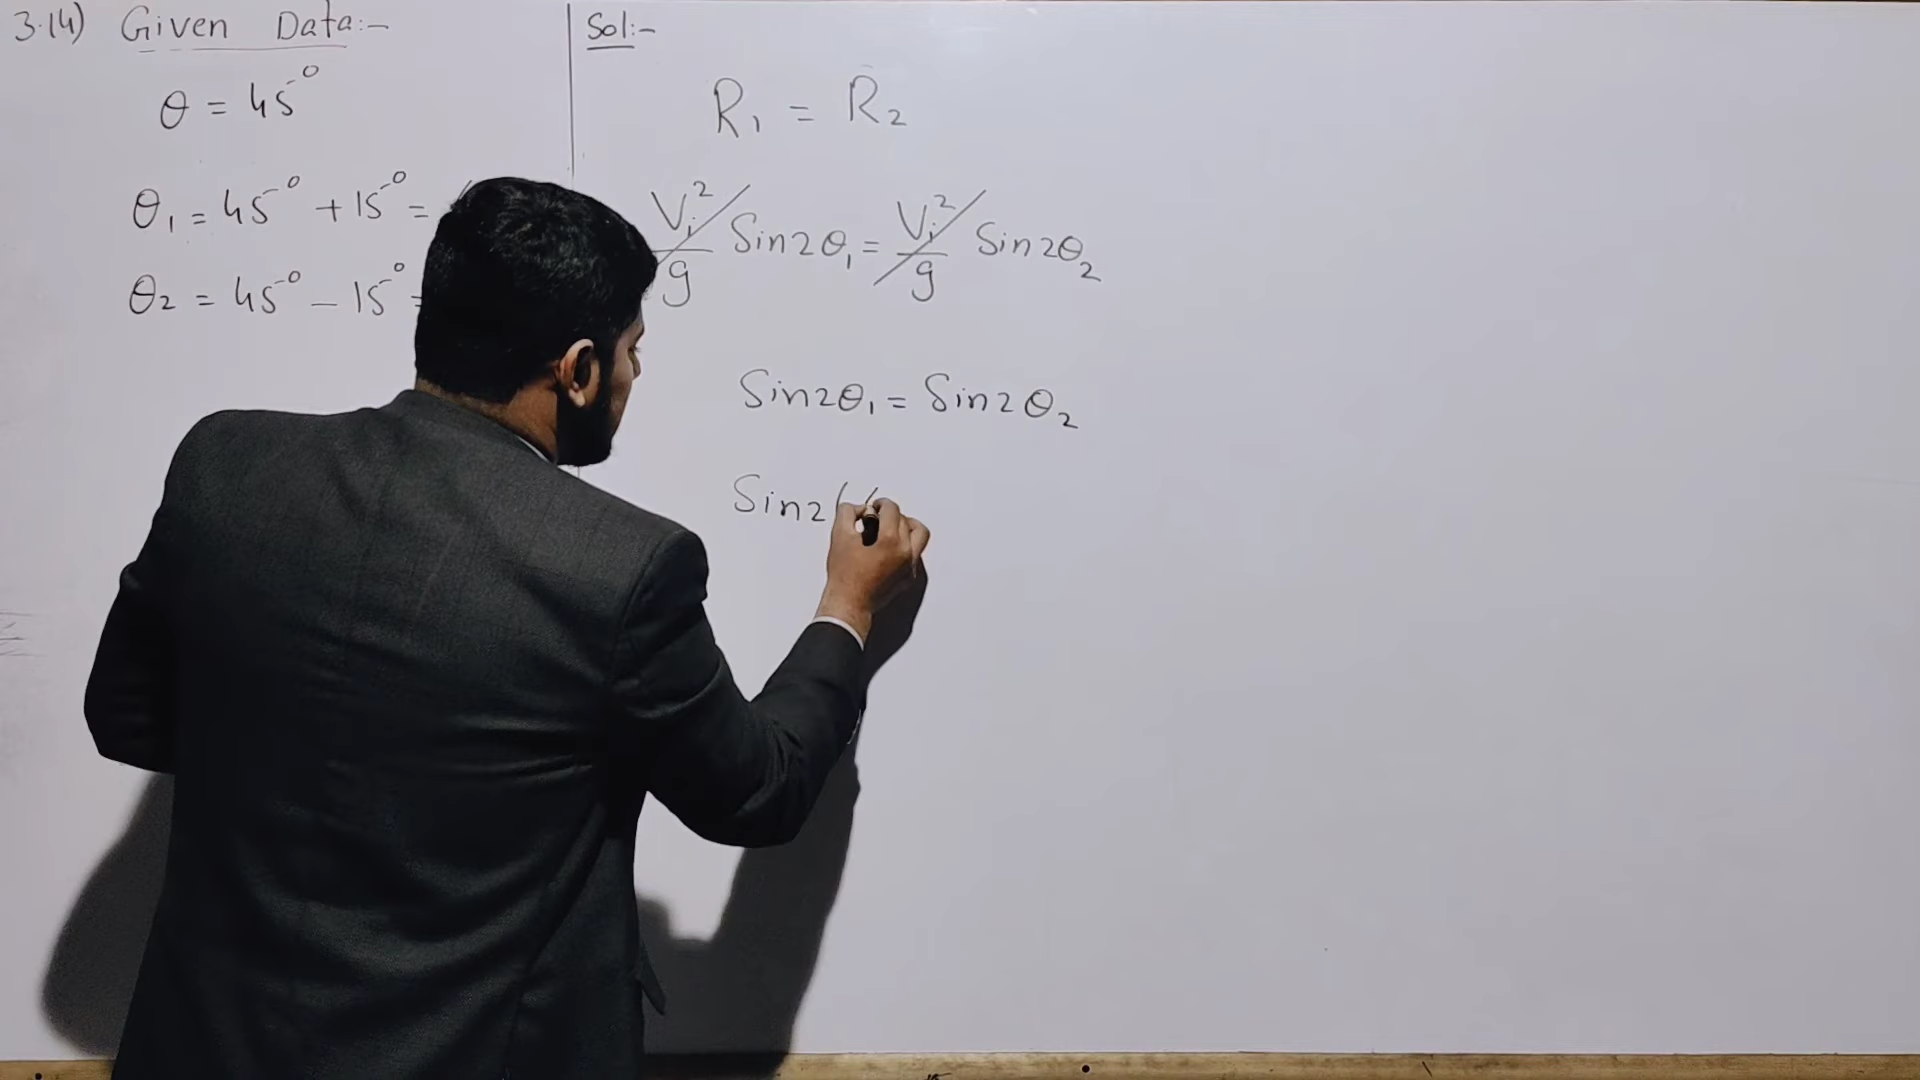 3.14) Given Data:-
θ = 45°
θ₁ = 45° + 15° =
θ₂ = 45° - 15° =
Sol:-
R₁ = R₂
Vᵢ²/g Sin2θ₁ = Vᵢ²/g Sin2θ₂
Sin2θ₁ = Sin2θ₂
Sin2(